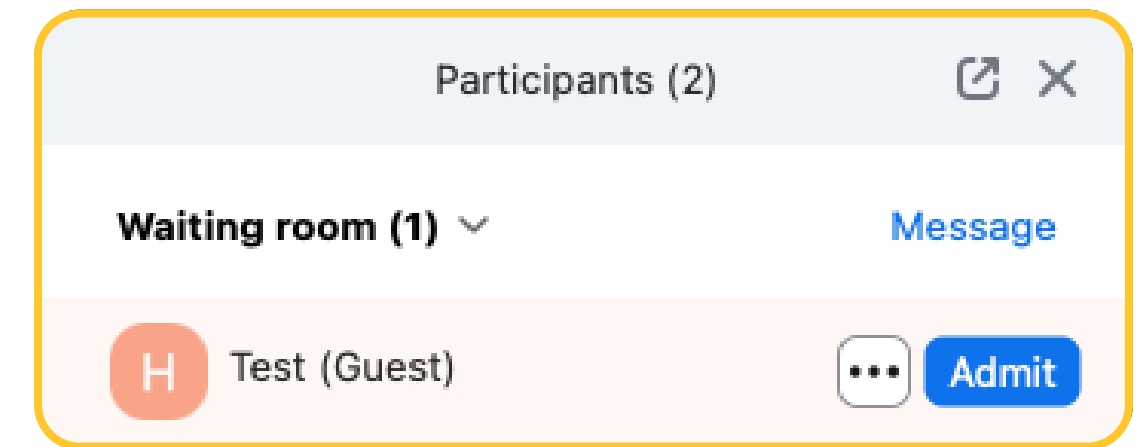 Participants (2)
Waiting room (1) Message
H Test (Guest) ••• Admit